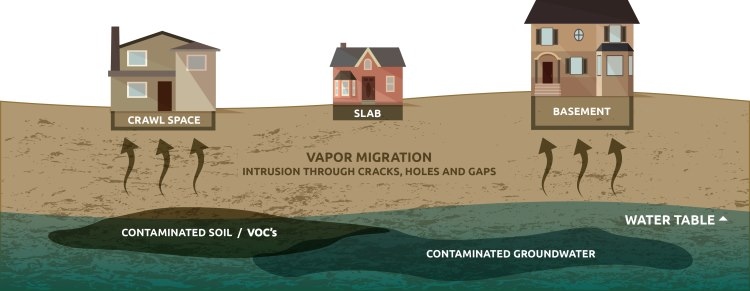 CRAWL SPACE
SLAB
BASEMENT
VAPOR MIGRATION
INTRUSION THROUGH CRACKS, HOLES AND GAPS
WATER TABLE
CONTAMINATED SOIL / VOC's
CONTAMINATED GROUNDWATER